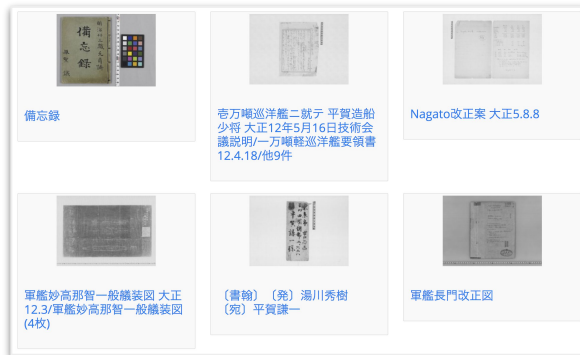 備忘録
備忘録
壱万噸巡洋艦ニ就テ 平賀造船
少将 大正12年5月16日技術会
議説明/一万噸軽巡洋艦要領書
12.4.18/他9件
Nagato改正案 大正5.8.8
軍艦妙高那智一般艤装図 大正
12.3/軍艦妙高那智一般艤装図
(4枚)
〔書翰〕〔発〕湯川秀樹
〔宛〕平賀謙一
軍艦長門改正図